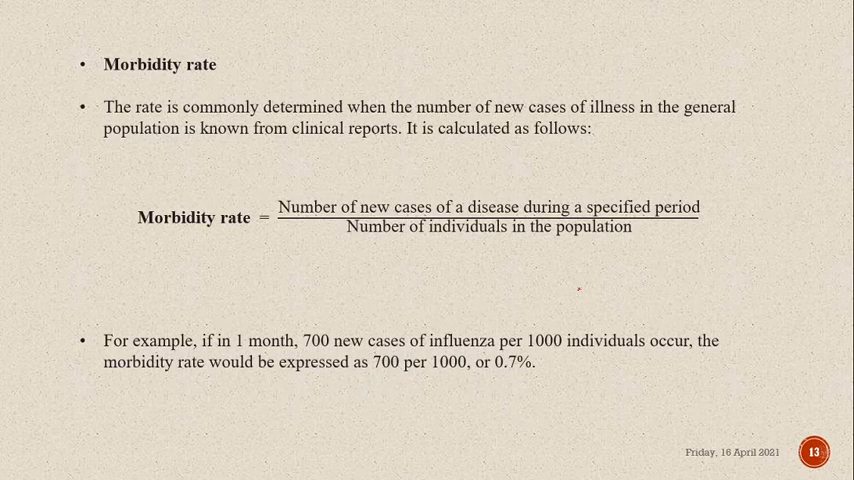 • Morbidity rate
• The rate is commonly determined when the number of new cases of illness in the general
population is known from clinical reports. It is calculated as follows:
Number of new cases of a disease during a specified period
Morbidity rate =
Number of individuals in the population
• For example, if in 1 month, 700 new cases of influenza per 1000 individuals occur, the
morbidity rate would be expressed as 700 per 1000, or 0.7%.
Friday, 16 April 2021
13